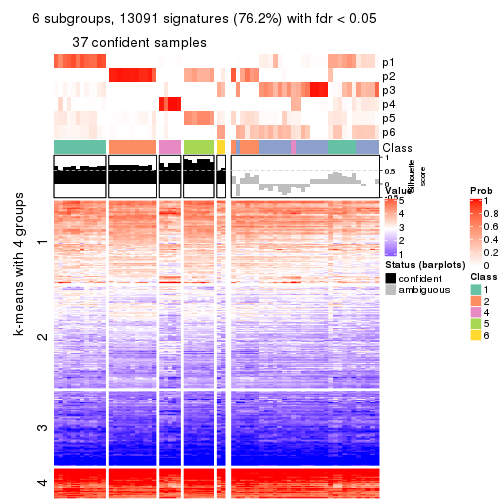 6 subgroups, 13091 signatures (76.2%) with fdr < 0.05
37 confident samples
p1
p2
p3
p4
p5
p6
Class
1
0.5
0
-0.5
Silhouette
score
k-means with 4 groups
1
2
3
4
Value
5
4
3
2
1
Status (barplots)
confident
ambiguous
Prob
1
0.8
0.6
0.4
0.2
0
Class
1
2
4
5
6